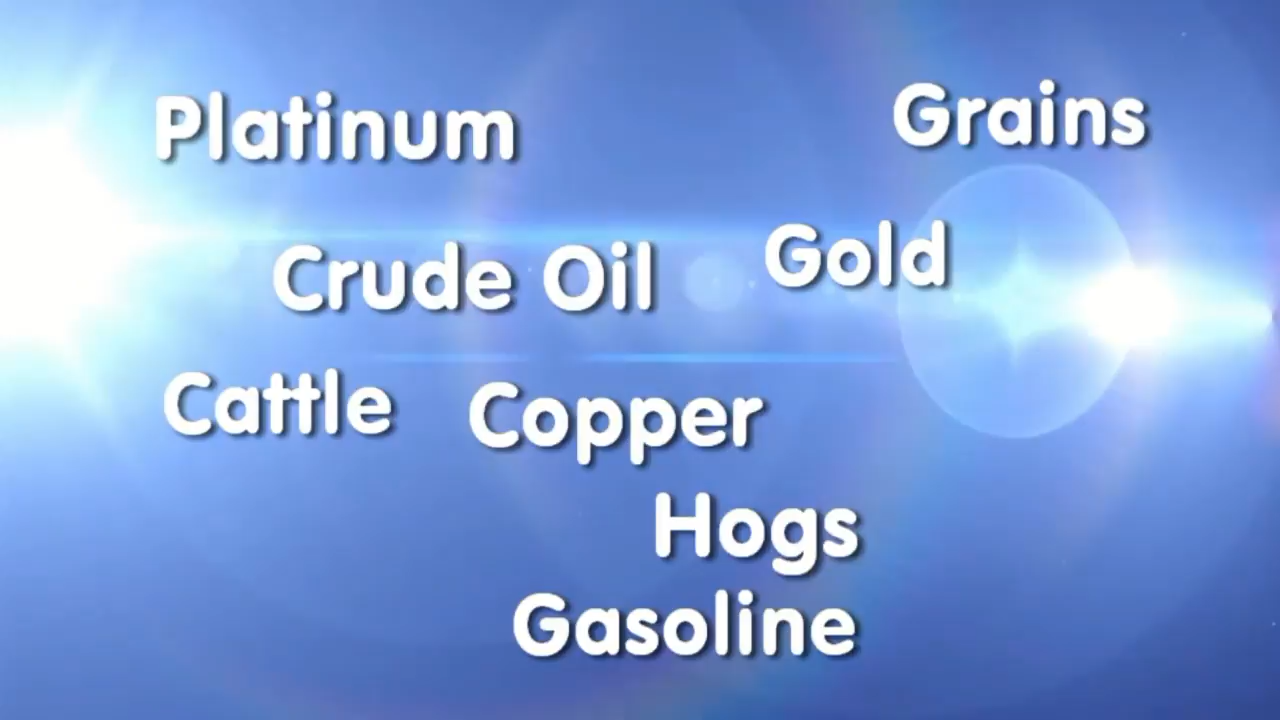 Platinum
Grains
Crude Oil
Gold
Cattle
Copper
Hogs
Gasoline